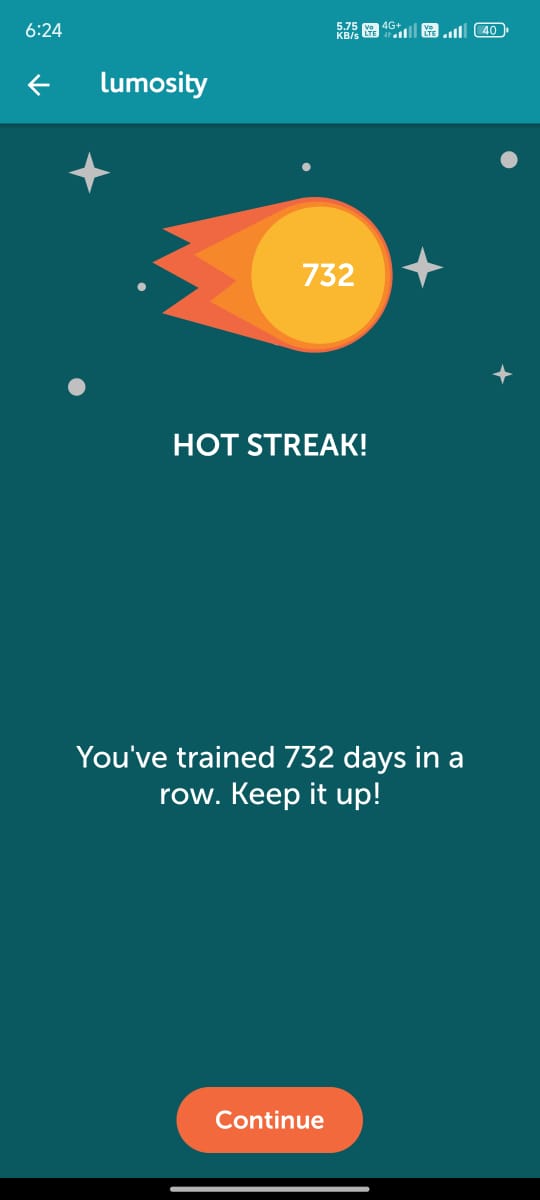 6:24
5.75 KB/s Vo LTE 4G+ Vo LTE 40
lumosity
732
HOT STREAK!
You've trained 732 days in a
row. Keep it up!
Continue